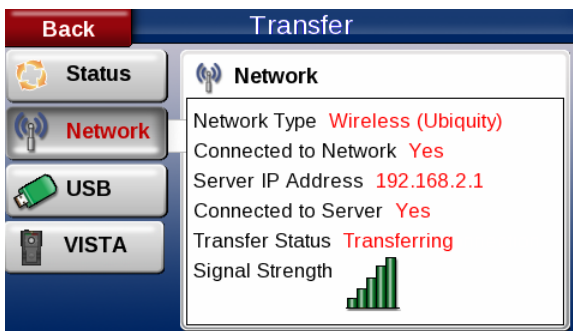 Back
Transfer
Status
Network
USB
VISTA
Network
Network Type Wireless (Ubiquity)
Connected to Network Yes
Server IP Address 192.168.2.1
Connected to Server Yes
Transfer Status Transferring
Signal Strength